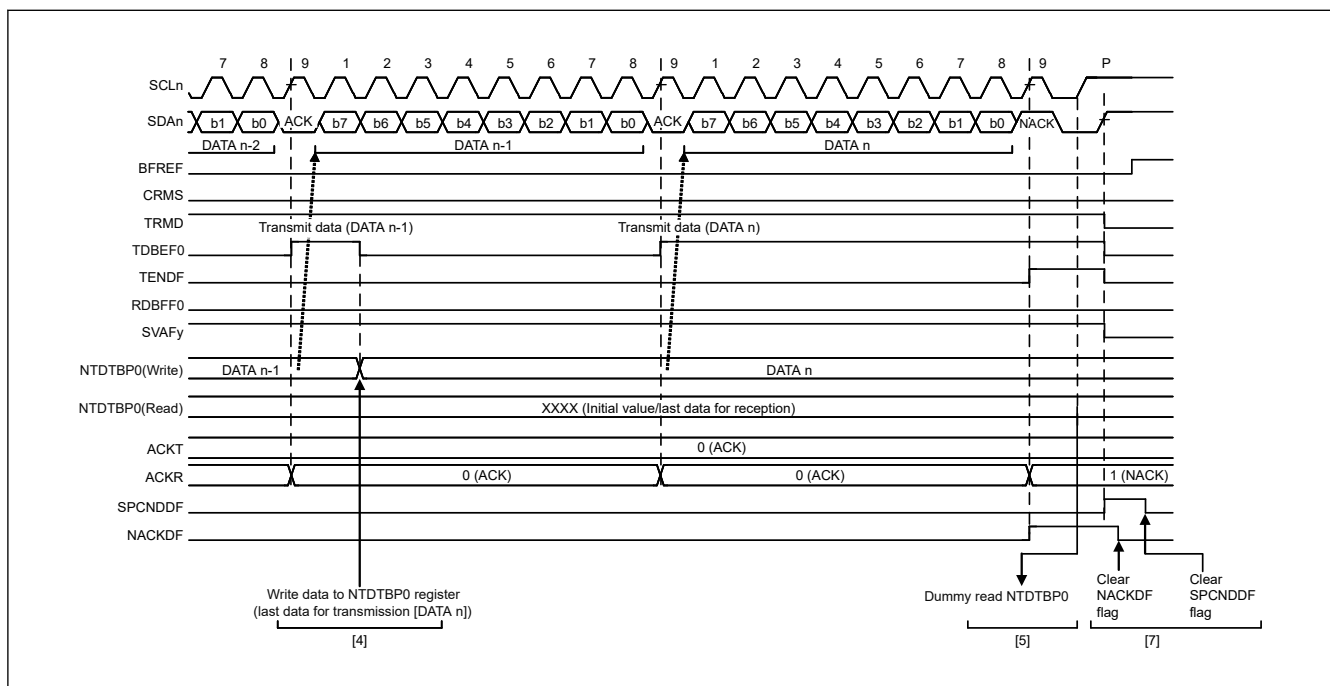 7 8 9 1 2 3 4 5 6 7 8 9 1 2 3 4 5 6 7 8 9 P
SCLn
SDAn b1 b0 ACK b7 b6 b5 b4 b3 b2 b1 b0 ACK b7 b6 b5 b4 b3 b2 b1 b0 NACK
DATA n-2 DATA n-1 DATA n
BFREF
CRMS
TRMD
Transmit data (DATA n-1) Transmit data (DATA n)
TDBEF0
TENDF
RDBFF0
SVAFy
NTDTBP0(Write) DATA n-1 DATA n
NTDTBP0(Read) XXXX (Initial value/last data for reception)
ACKT 0 (ACK)
ACKR 0 (ACK) 0 (ACK) 1 (NACK)
SPCNDDF
NACKDF
Write data to NTDTBP0 register
(last data for transmission [DATA n])
[4]
Dummy read NTDTBP0
[5]
Clear
NACKDF
flag
Clear
SPCNDDF
flag
[7]